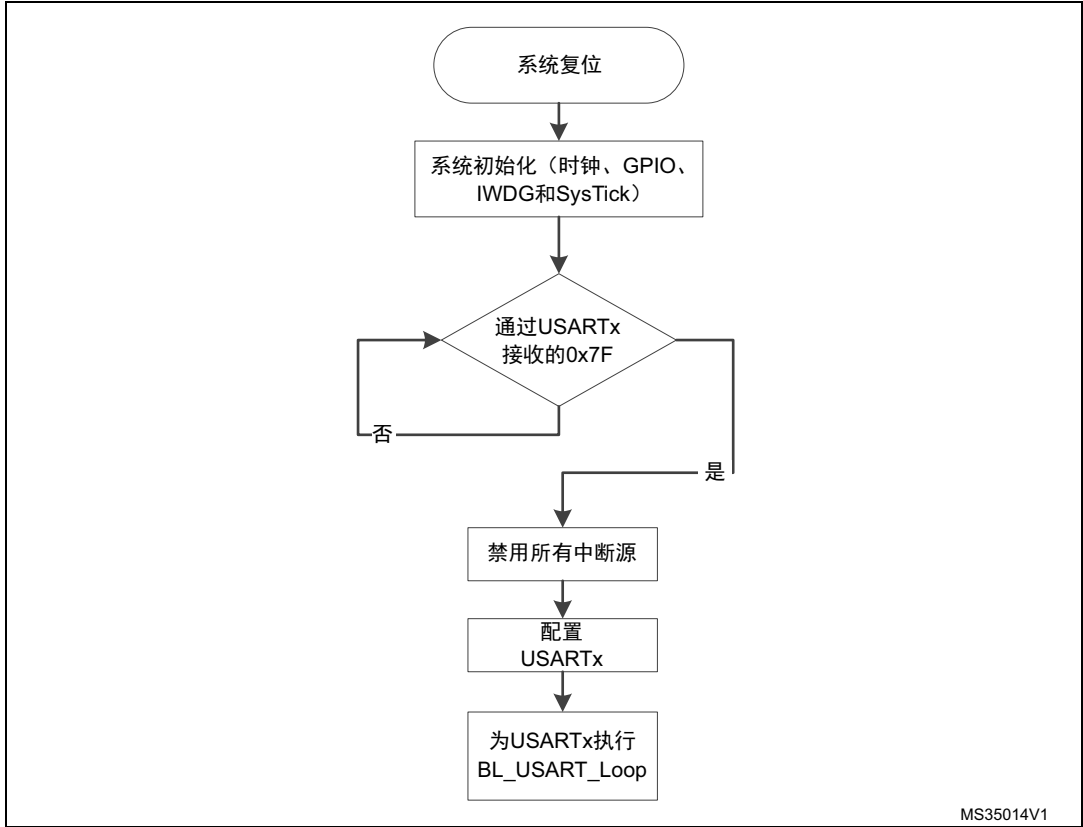 系统复位
系统初始化（时钟、GPIO、
IWDG和SysTick）
通过USARTx
接收的0x7F
否
是
禁用所有中断源
配置
USARTx
为USARTx执行
BL_USART_Loop
MS35014V1